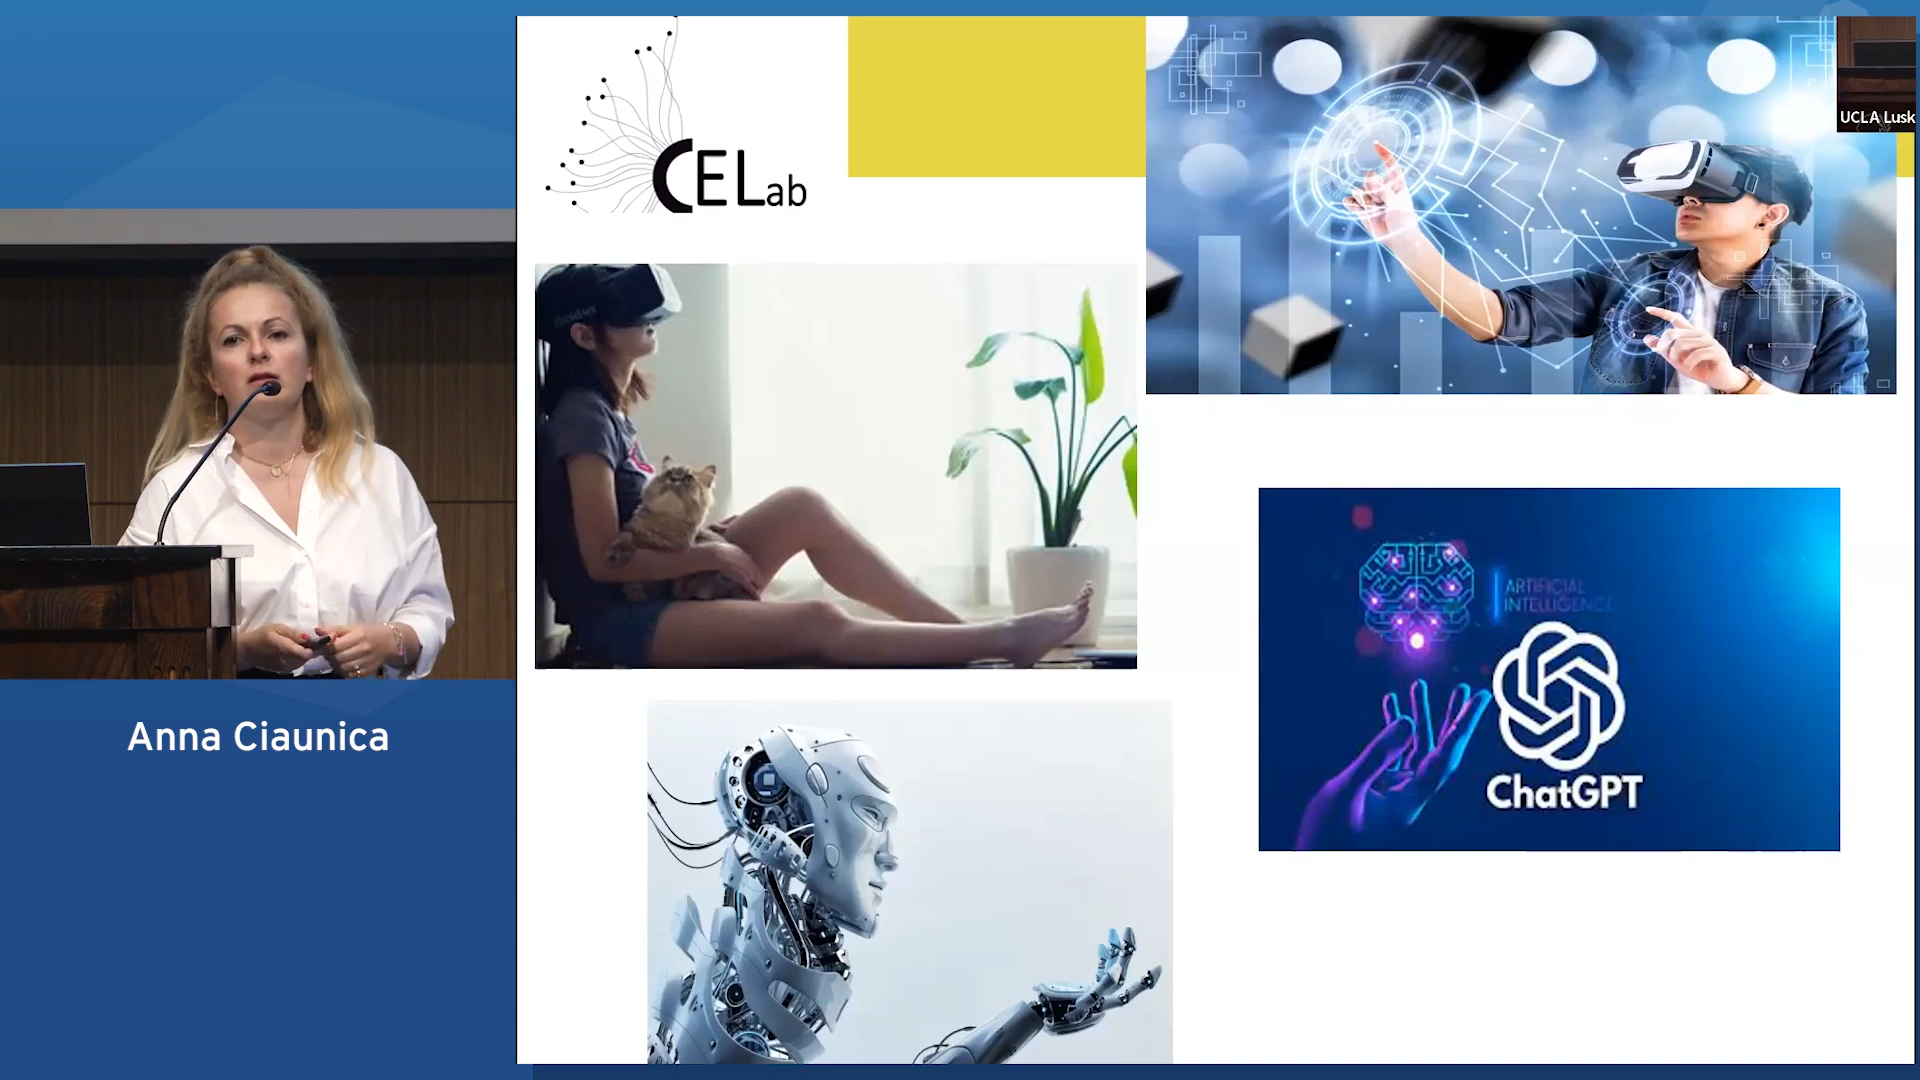 CELab
UCLA Lusk
ARTIFICIAL
INTELLIGENCE
ChatGPT
Anna Ciaunica